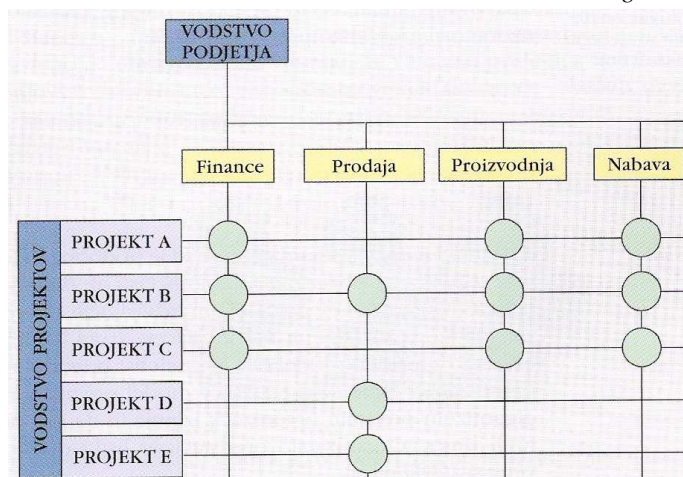 VODSTVO
PODJETJA
Finance
Prodaja
Proizvodnja
Nabava
VODSTVO PROJEKTOV
PROJEKT A
PROJEKT B
PROJEKT C
PROJEKT D
PROJEKT E